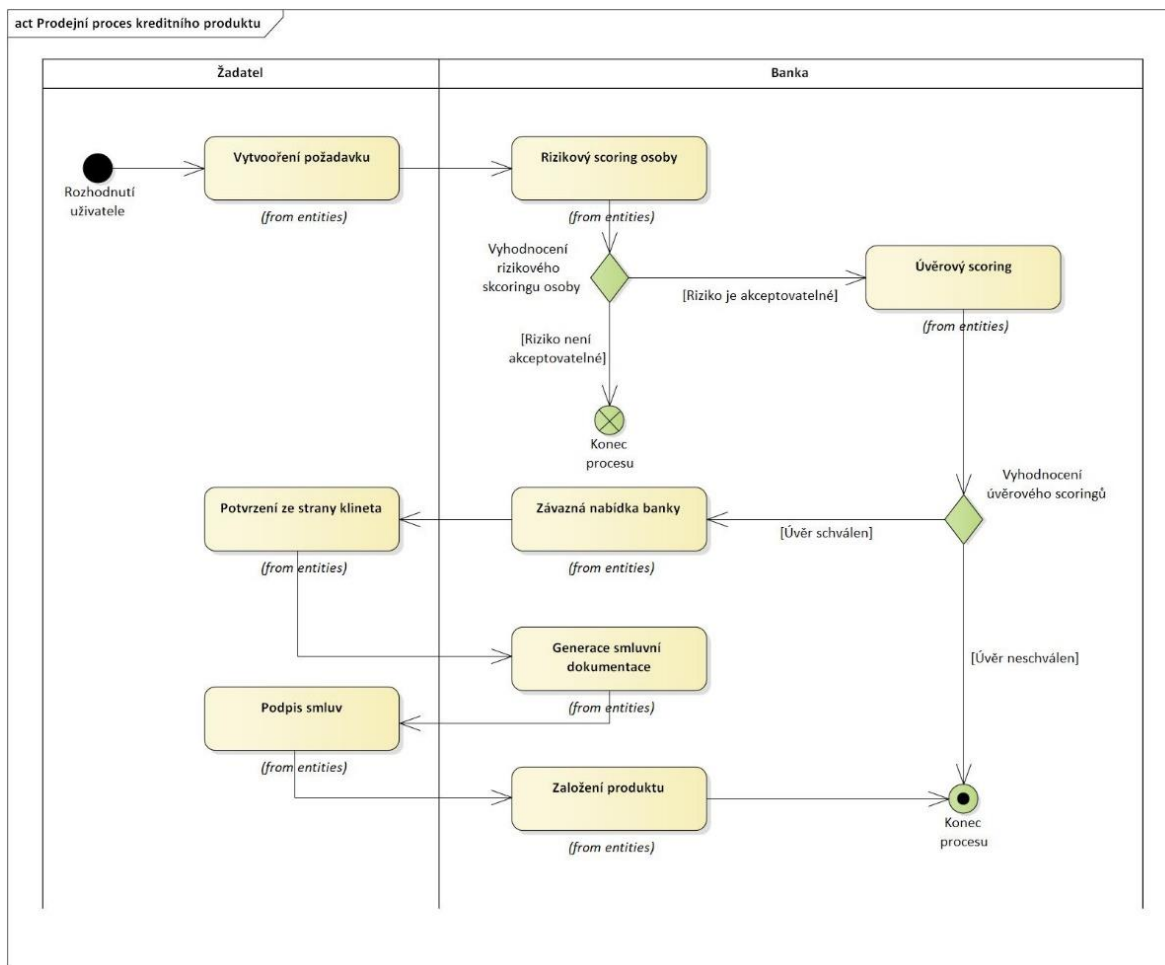 act Prodejní proces kreditního produktu
Žadatel
Banka
Rozhodnutí
uživatele
Vytvooření požadavku
(from entities)
Rizikový scoring osoby
(from entities)
Vyhodnocení
rizikového
skcoringu osoby
[Riziko je akceptovatelné]
Úvěrový scoring
(from entities)
[Riziko není
akceptovatelné]
Konec
procesu
Vyhodnocení
úvěrového scoringů
Potvrzení ze strany klineta
(from entities)
Závazná nabídka banky
(from entities)
[Úvěr schválen]
Generace smluvní
dokumentace
(from entities)
[Úvěr neschválen]
Podpis smluv
(from entities)
Založení produktu
(from entities)
Konec
procesu